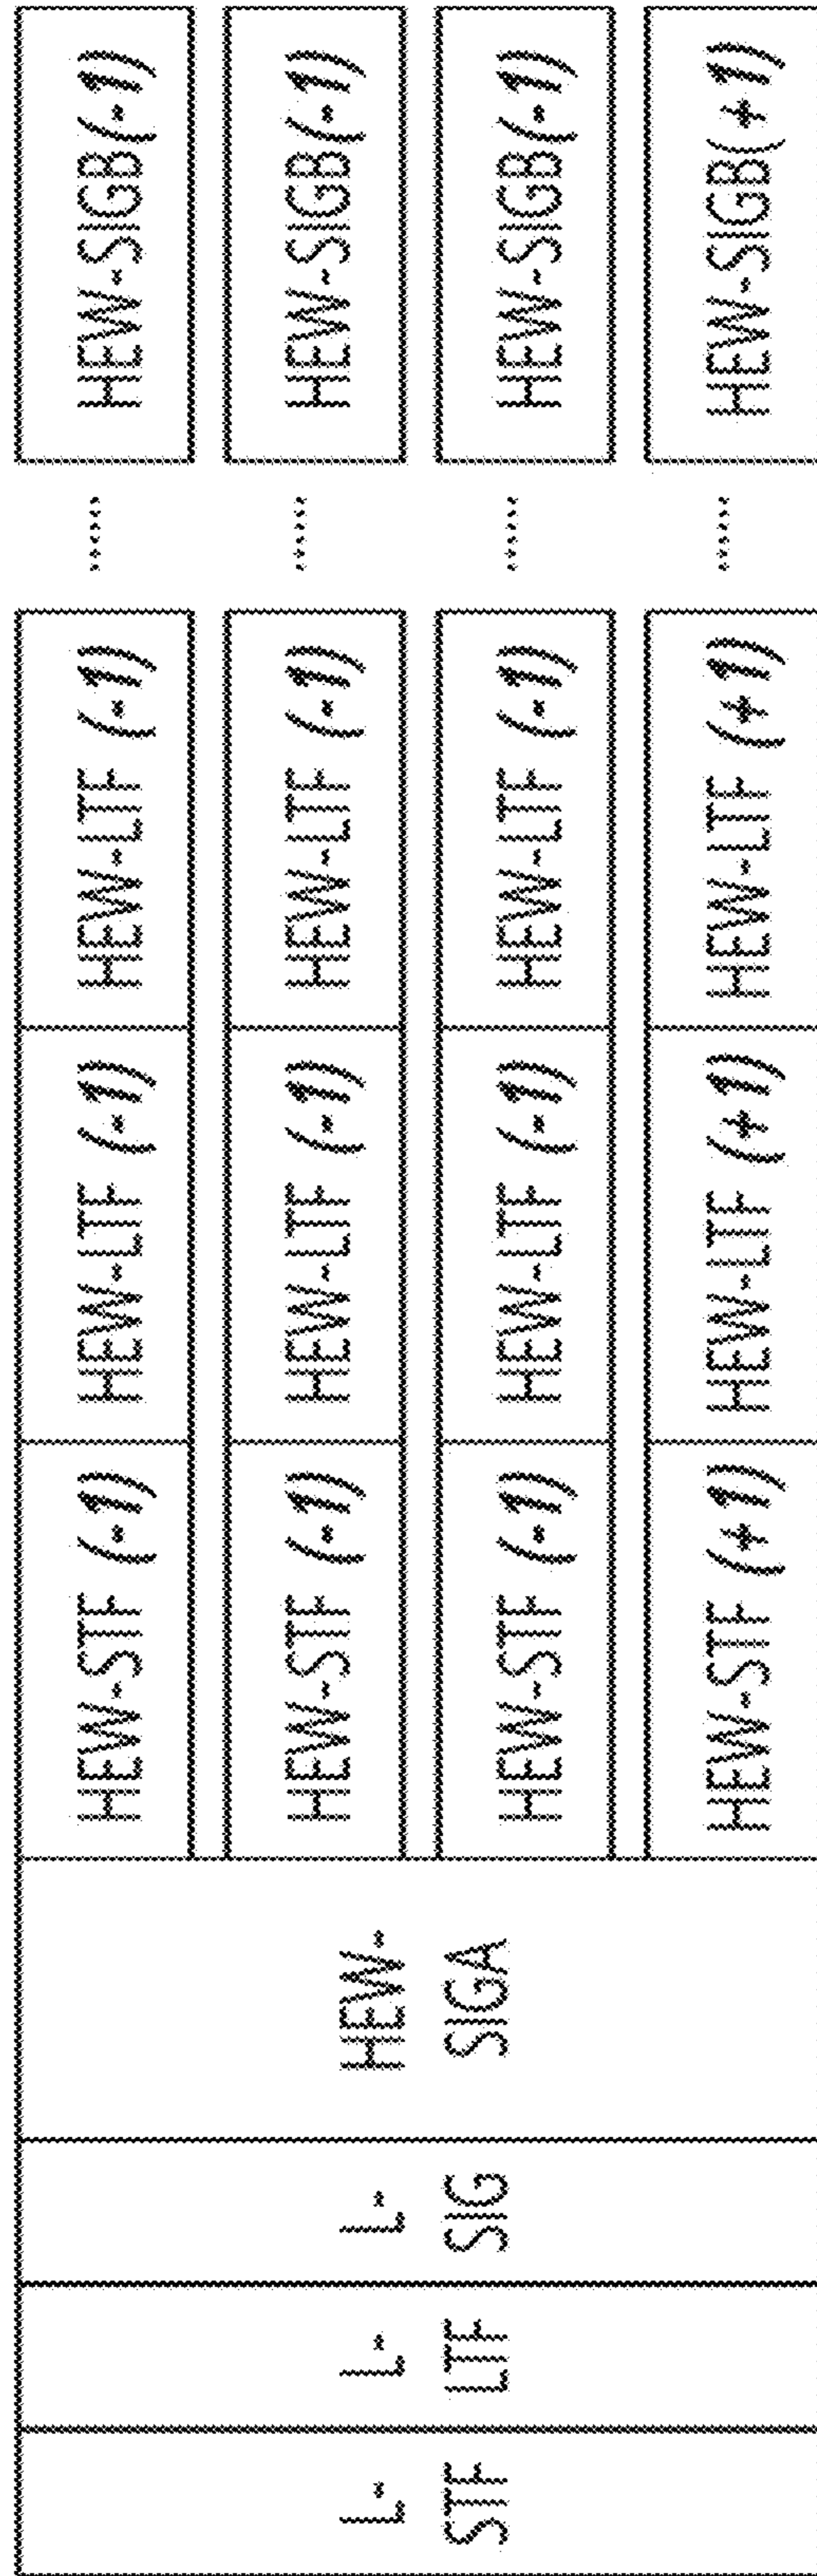 L-
STF
L-
LTF
L-
SIG
HEW-
SIGA
HEW-STF (-1)
HEW-LTF (-1)
HEW-LTF (-1)
......
HEW-SIGB(-1)
HEW-STF (-1)
HEW-LTF (-1)
HEW-LTF (-1)
......
HEW-SIGB(-1)
HEW-STF (-1)
HEW-LTF (-1)
HEW-LTF (-1)
......
HEW-SIGB(-1)
HEW-STF (+1)
HEW-LTF (+1)
HEW-LTF (+1)
......
HEW-SIGB(+1)